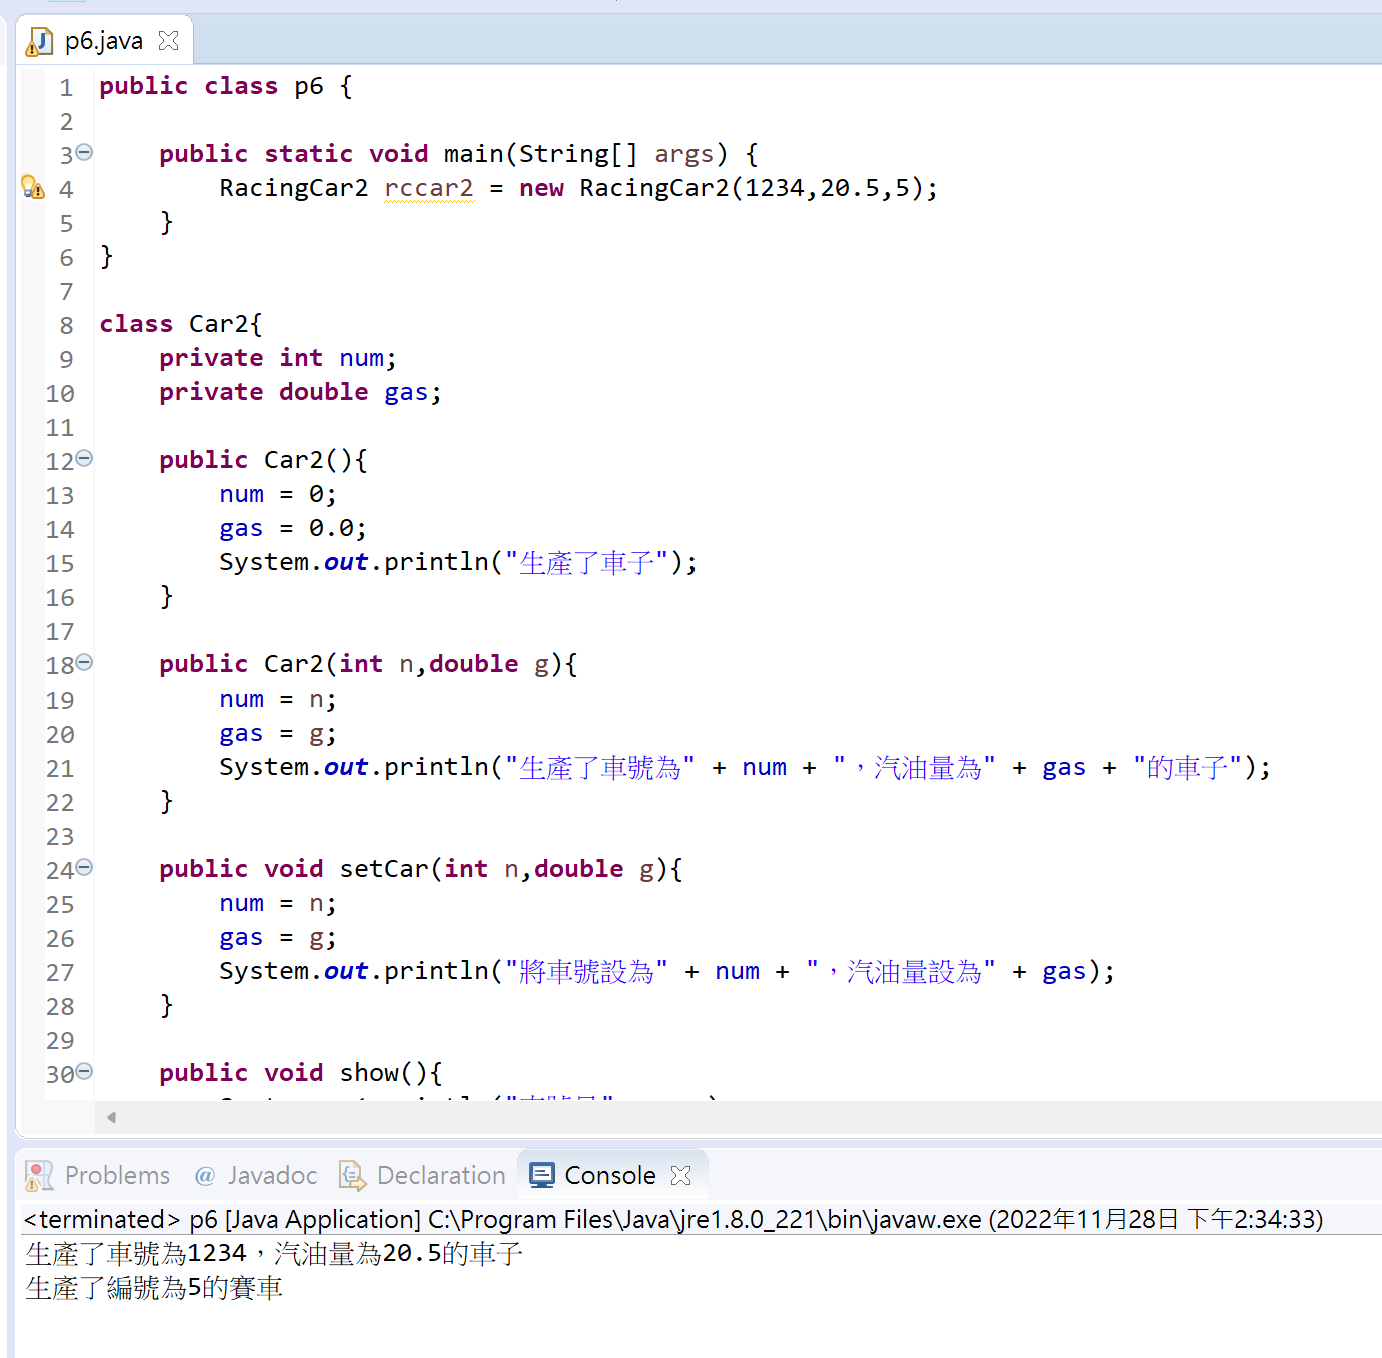 p6.java
1 public class p6 {
2
3 public static void main(String[] args) {
4 RacingCar2 rccar2 = new RacingCar2(1234,20.5,5);
5 }
6 }
7
8 class Car2{
9 private int num;
10 private double gas;
11
12 public Car2(){
13 num = 0;
14 gas = 0.0;
15 System.out.println("生產了車子");
16 }
17
18 public Car2(int n,double g){
19 num = n;
20 gas = g;
21 System.out.println("生產了車號為" + num + "，汽油量為" + gas + "的車子");
22 }
23
24 public void setCar(int n,double g){
25 num = n;
26 gas = g;
27 System.out.println("將車號設為" + num + "，汽油量設為" + gas);
28 }
29
30 public void show(){
Problems @ Javadoc Declaration Console
<terminated> p6 [Java Application] C:\Program Files\Java\jre1.8.0_221\bin\javaw.exe (2022年11月28日 下午2:34:33)
生產了車號為1234，汽油量為20.5的車子
生產了編號為5的賽車